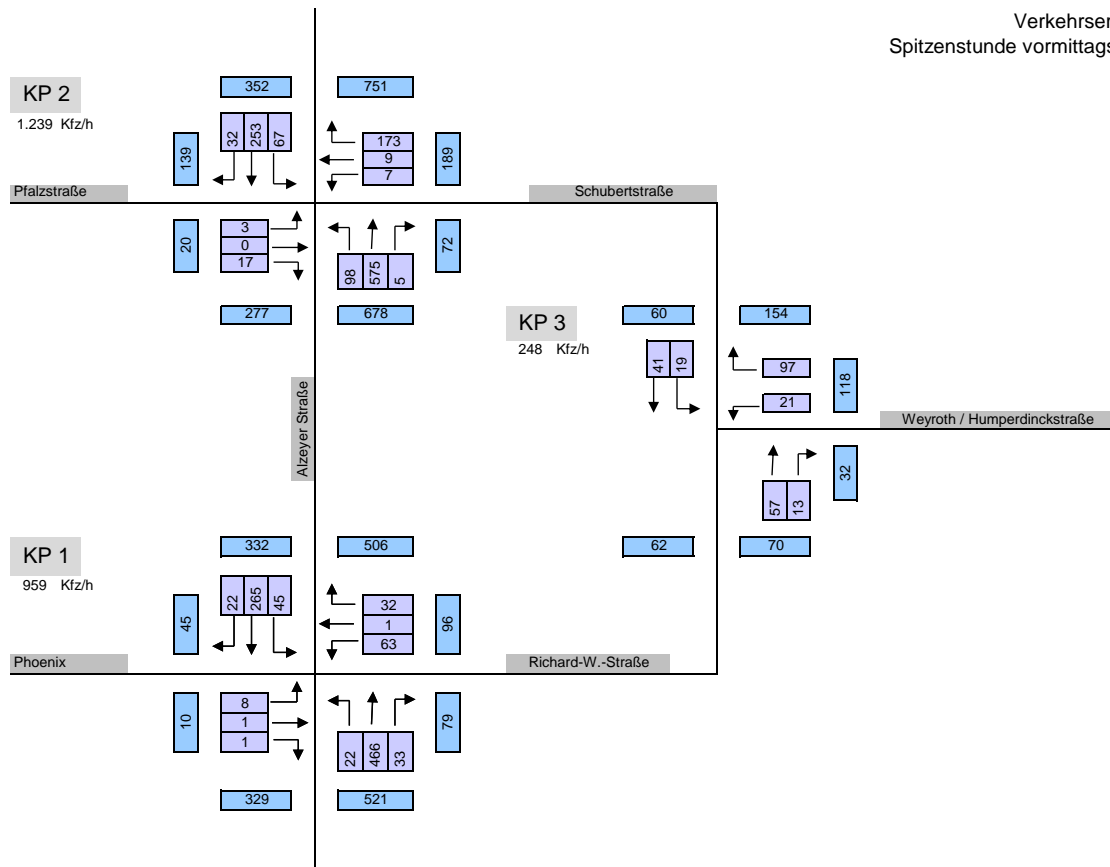 Verkehrser
Spitzenstunde vormittags
KP 2
1.239 Kfz/h
352
751
32 253 67
139
173
9
7
189
Pfalzstraße
Schubertstraße
20
3
0
17
98 575 5
72
277
678
KP 3
248 Kfz/h
60
154
41 19
97
21
118
Weyroth / Humperdinckstraße
Alzeyer Straße
57 13
32
62
70
KP 1
959 Kfz/h
332
506
22 265 45
45
32
1
63
96
Phoenix
Richard-W.-Straße
10
8
1
1
22 466 33
79
329
521